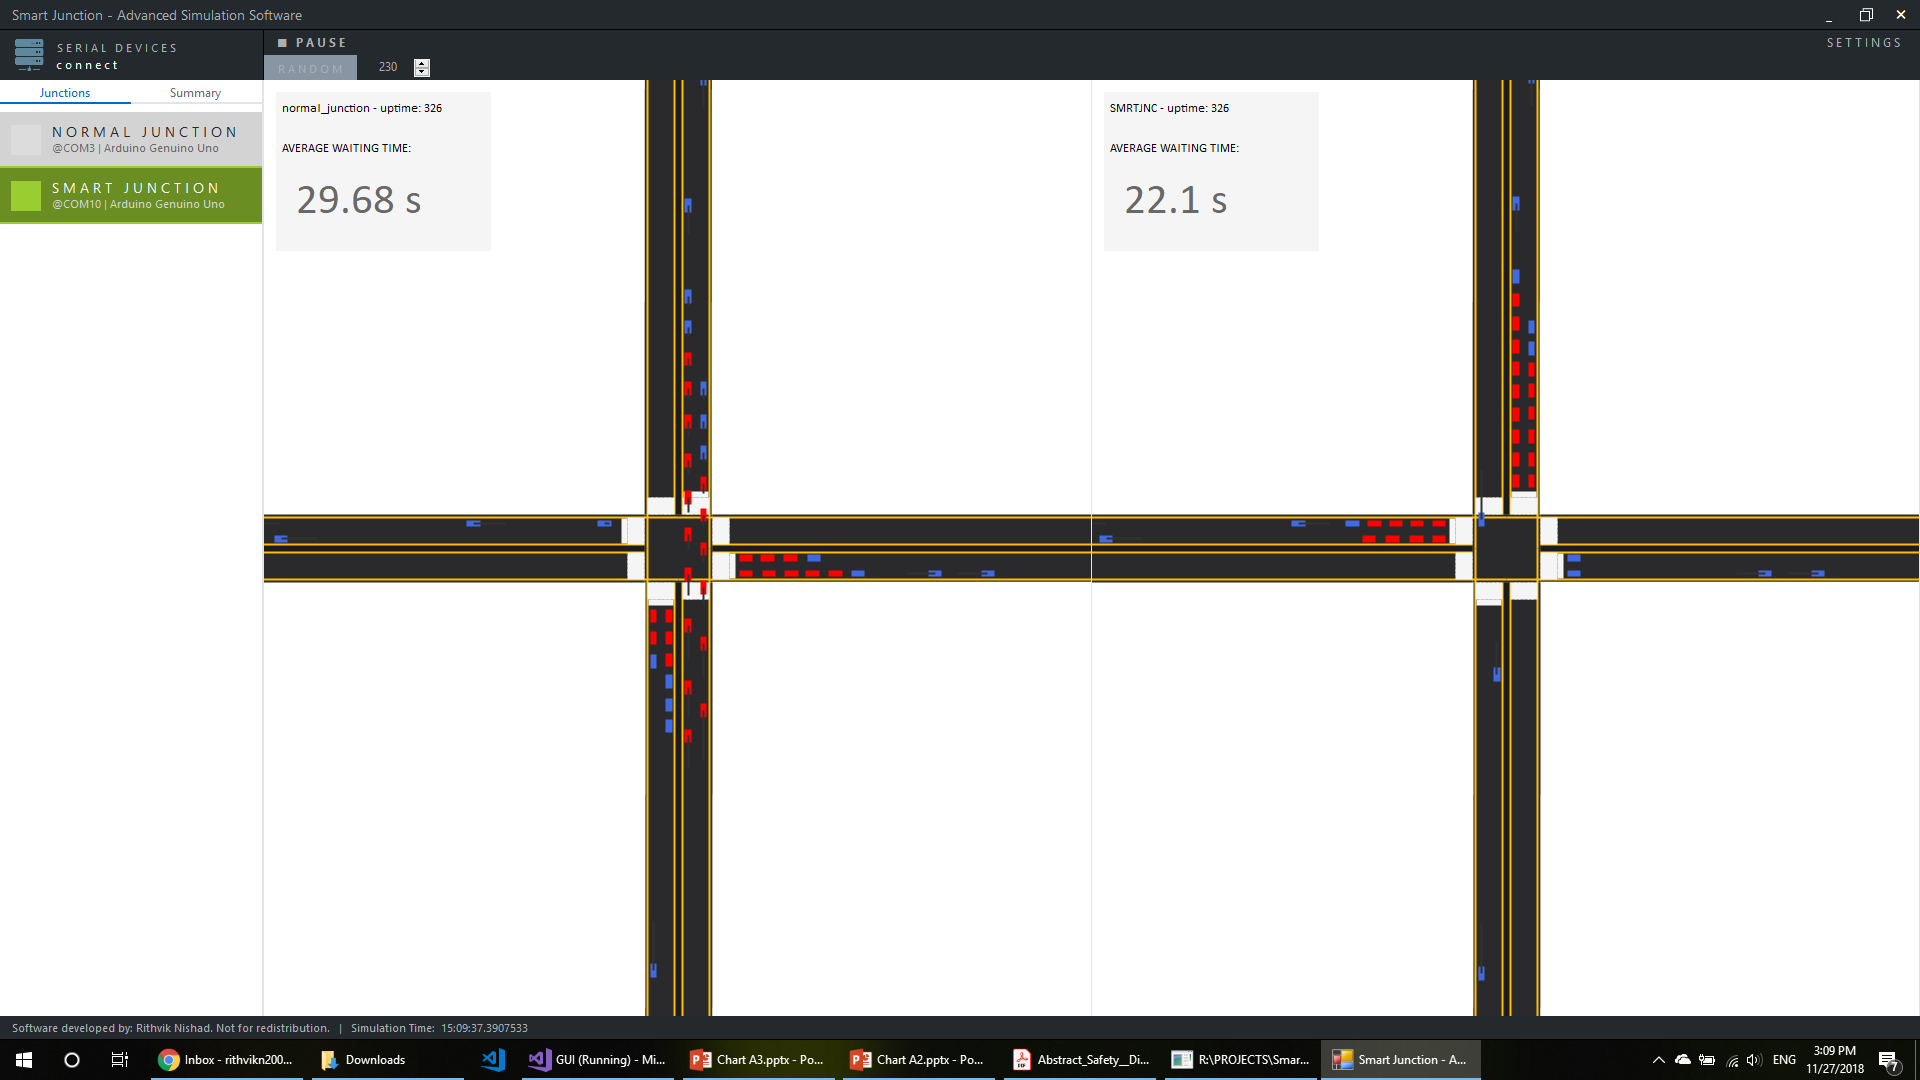 Smart Junction - Advanced Simulation Software
SERIAL DEVICES
connect
PAUSE
SETTINGS
RANDOM
230
Junctions
Summary
NORMAL JUNCTION
@COM3 | Arduino Genuino Uno
SMART JUNCTION
@COM10 | Arduino Genuino Uno
normal_junction - uptime: 326
AVERAGE WAITING TIME:
29.68 s
SMRTJNC - uptime: 326
AVERAGE WAITING TIME:
22.1 s
Software developed by: Rithvik Nishad. Not for redistribution. | Simulation Time: 15:09:37.3907533
Inbox - rithvikn200...
Downloads
GUI (Running) - Mi...
Chart A3.pptx - Po...
Chart A2.pptx - Po...
Abstract_Safety__Di...
R:\PROJECTS\Smar...
Smart Junction - A...
ENG
3:09 PM
11/27/2018
7